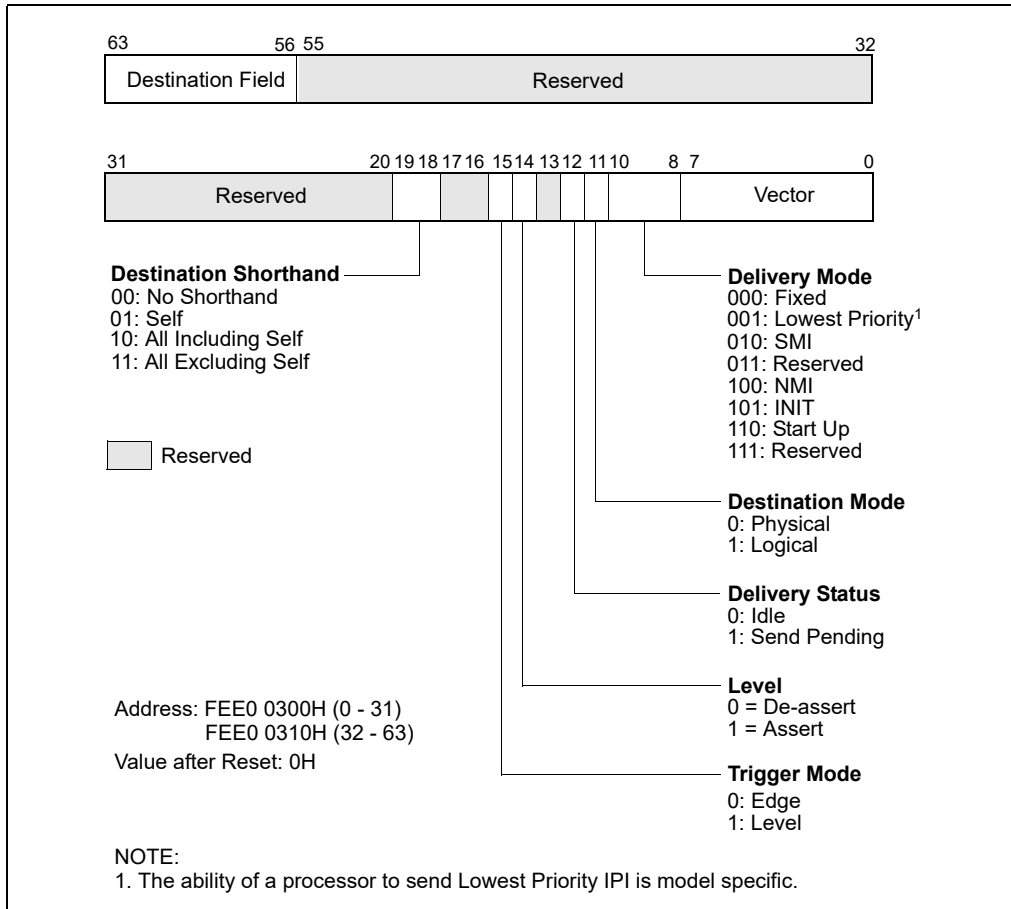 63 56 55 32
Destination Field Reserved
31 20 19 18 17 16 15 14 13 12 11 10 8 7 0
Reserved Vector
Destination Shorthand
00: No Shorthand
01: Self
10: All Including Self
11: All Excluding Self
Reserved
Delivery Mode
000: Fixed
001: Lowest Priority¹
010: SMI
011: Reserved
100: NMI
101: INIT
110: Start Up
111: Reserved
Destination Mode
0: Physical
1: Logical
Delivery Status
0: Idle
1: Send Pending
Level
0 = De-assert
1 = Assert
Trigger Mode
0: Edge
1: Level
Address: FEE0 0300H (0 - 31)
FEE0 0310H (32 - 63)
Value after Reset: 0H
NOTE:
1. The ability of a processor to send Lowest Priority IPI is model specific.